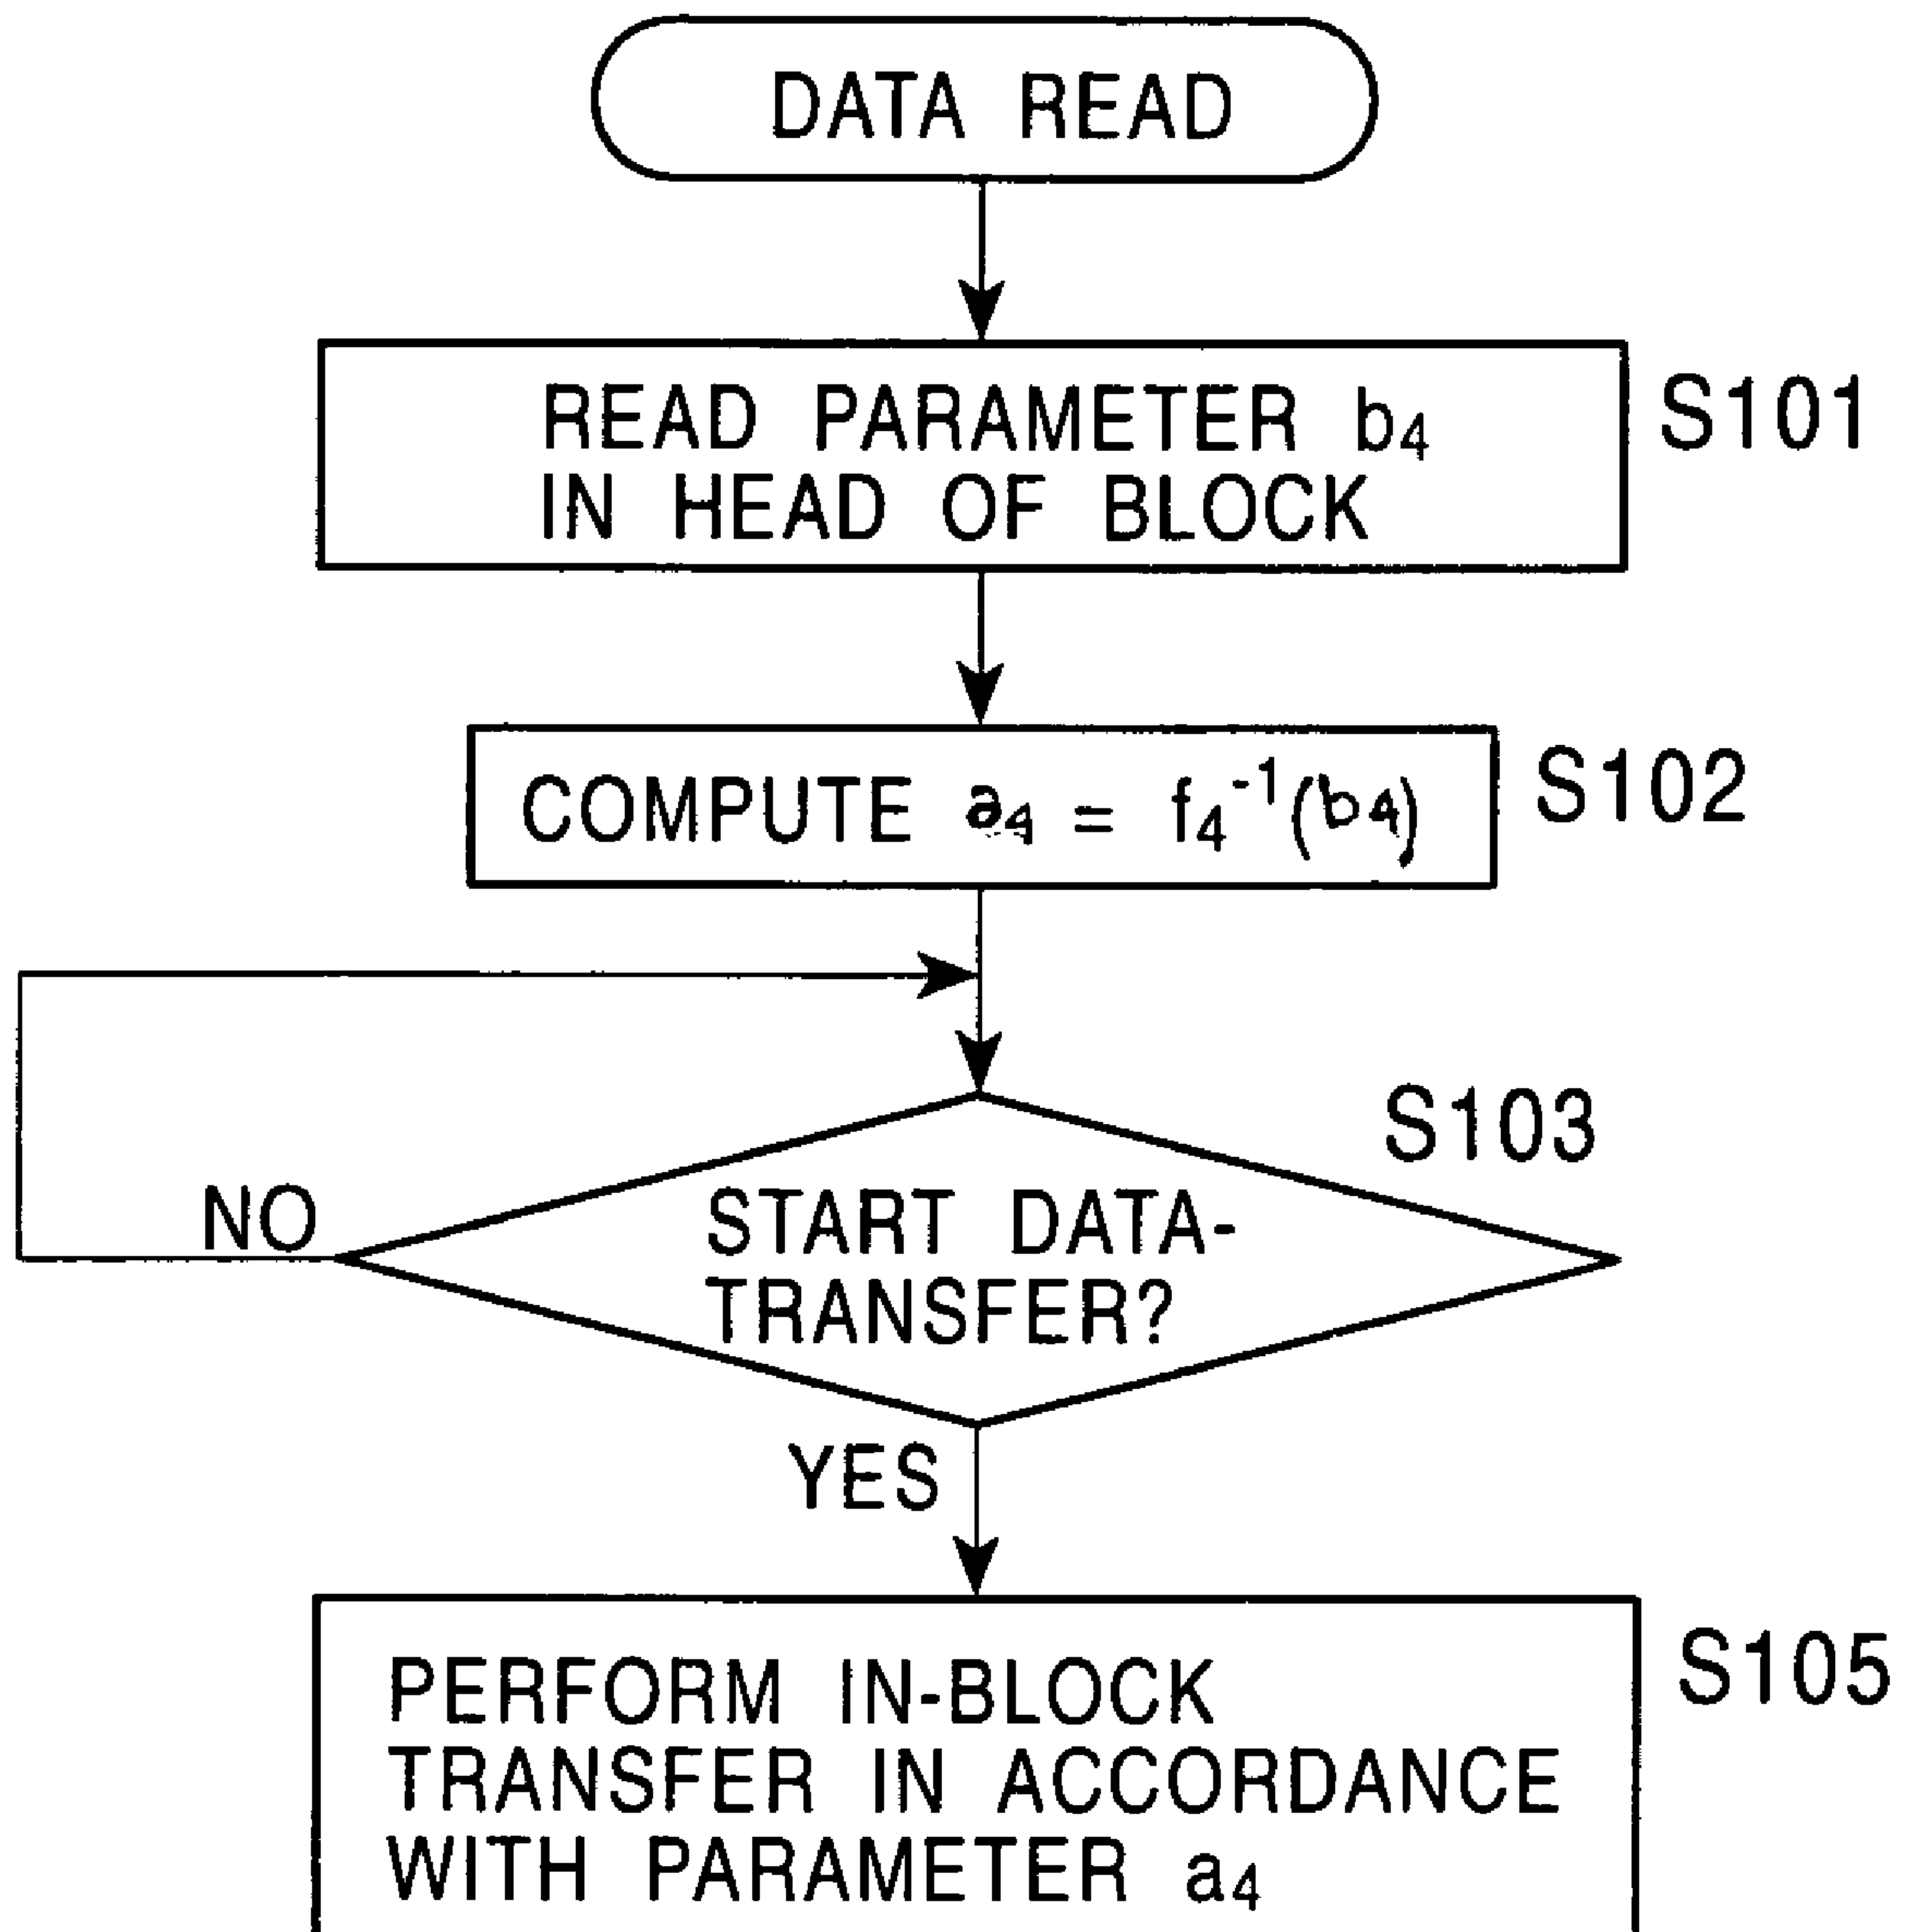 DATA READ
READ PARAMETER b₄
S101
IN HEAD OF BLOCK
COMPUTE a₄ = f₄⁻¹(b₄)
S102
S103
NO
START DATA-
TRANSFER?
YES
PERFORM IN-BLOCK
S105
TRANSFER IN ACCORDANCE
WITH PARAMETER a₄